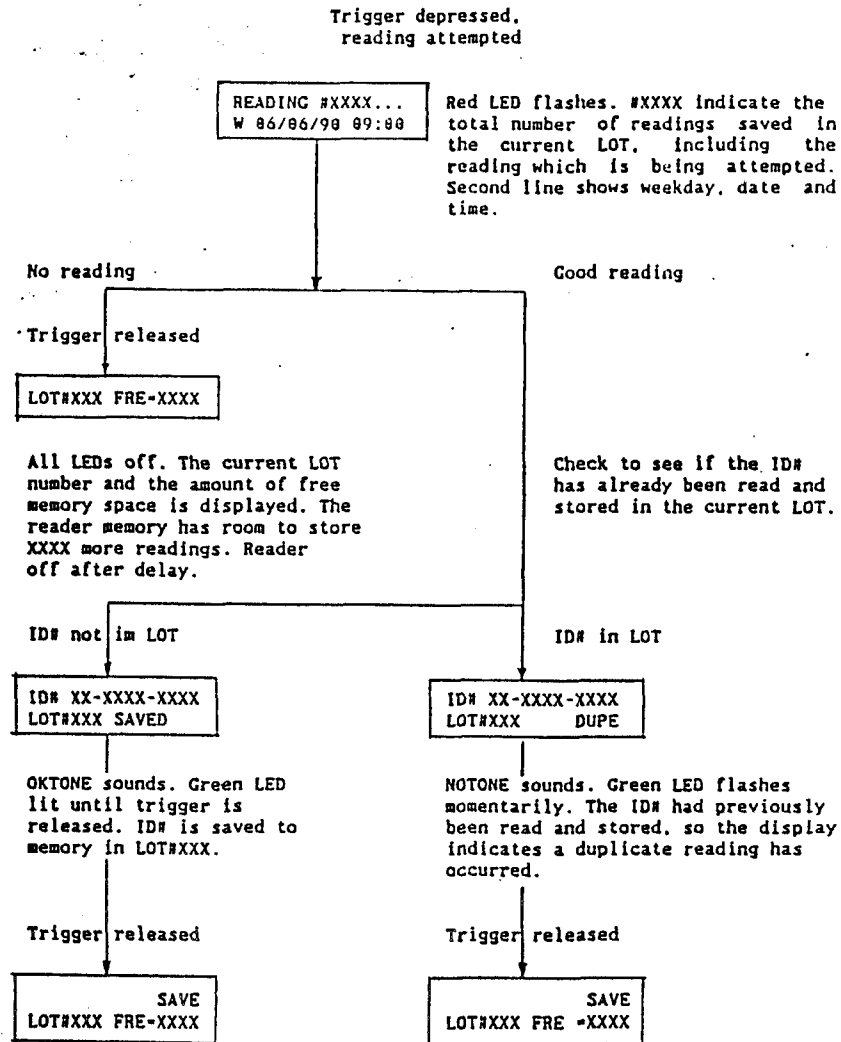 Trigger depressed,
reading attempted
READING #XXXX...
W 06/06/90 09:00
Red LED flashes. #XXXX indicate the
total number of readings saved in
the current LOT, including the
reading which is being attempted.
Second line shows weekday, date and
time.
No reading
Good reading
Trigger released
LOT#XXX FRE=XXXX
All LEDs off. The current LOT
number and the amount of free
memory space is displayed. The
reader memory has room to store
XXXX more readings. Reader
off after delay.
Check to see if the ID#
has already been read and
stored in the current LOT.
ID# not im LOT
ID# in LOT
ID# XX-XXXX-XXXX
LOT#XXX SAVED
ID# XX-XXXX-XXXX
LOT#XXX DUPE
OKTONE sounds. Green LED
lit until trigger is
released. ID# is saved to
memory in LOT#XXX.
NOTONE sounds. Green LED flashes
momentarily. The ID# had previously
been read and stored, so the display
indicates a duplicate reading has
occurred.
Trigger released
Trigger released
SAVE
LOT#XXX FRE=XXXX
SAVE
LOT#XXX FRE =XXXX